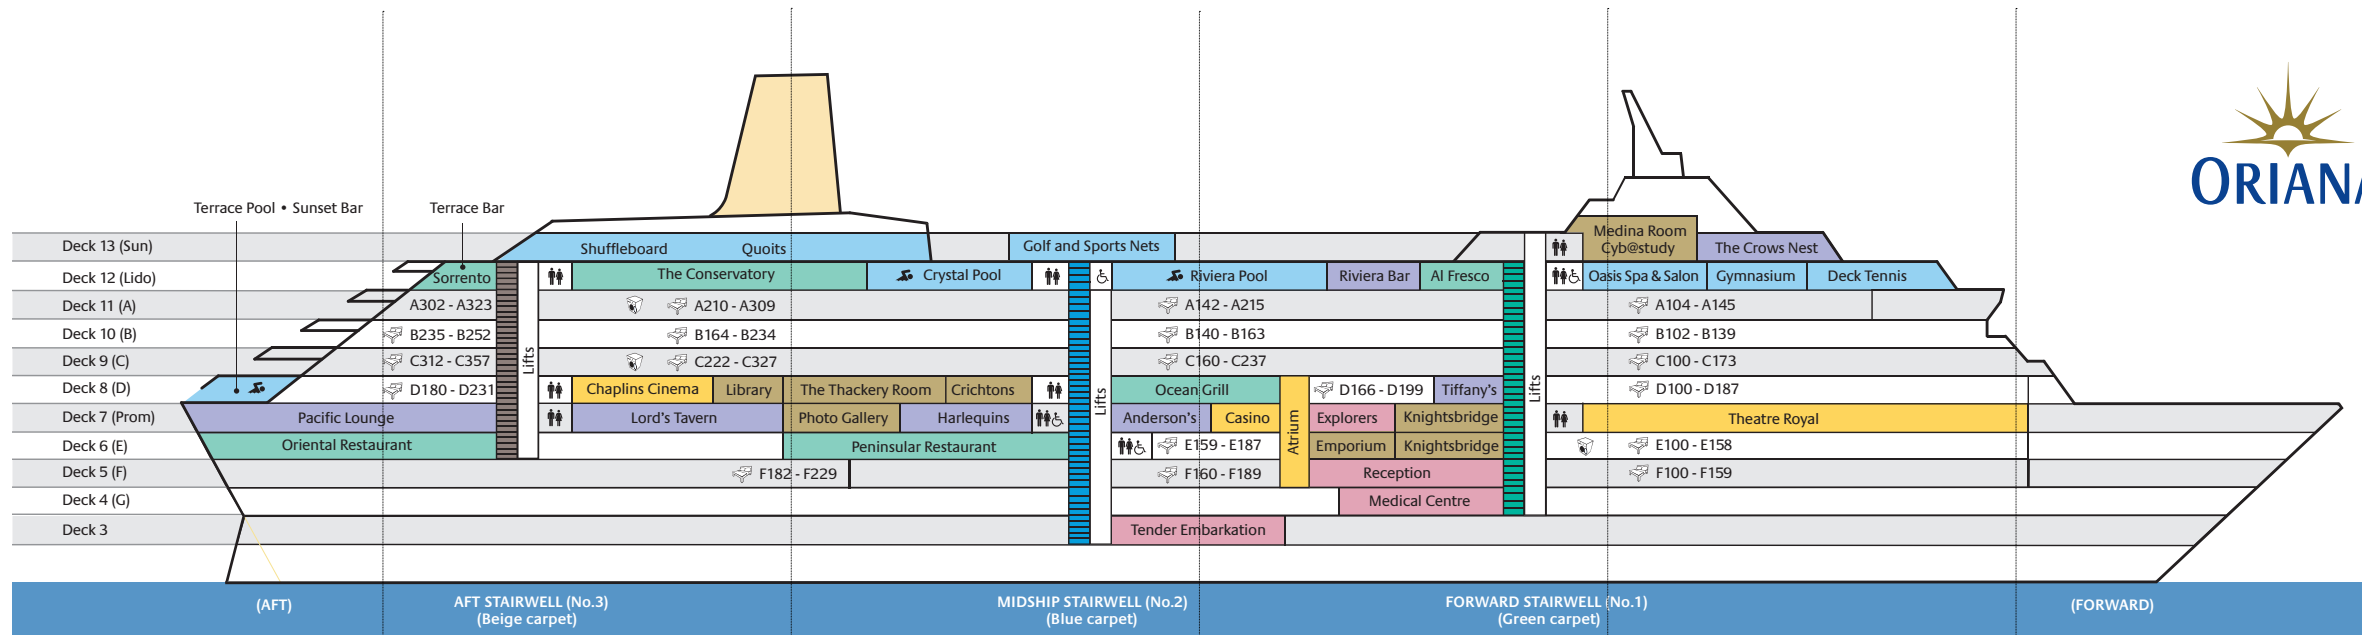 ORIANA
Terrace Pool • Sunset Bar
Terrace Bar
Deck 13 (Sun)
Shuffleboard
Quoits
Golf and Sports Nets
Medina Room
Cyb@study
The Crows Nest
Deck 12 (Lido)
Sorrento
The Conservatory
Crystal Pool
Riviera Pool
Riviera Bar
Al Fresco
Oasis Spa & Salon
Gymnasium
Deck Tennis
Deck 11 (A)
A302 - A323
A210 - A309
A142 - A215
A104 - A145
Deck 10 (B)
B235 - B252
B164 - B234
B140 - B163
B102 - B139
Deck 9 (C)
C312 - C357
Lifts
C222 - C327
C160 - C237
C100 - C173
Deck 8 (D)
D180 - D231
Chaplins Cinema
Library
The Thackery Room
Crichtons
Lifts
Ocean Grill
Atrium
D166 - D199
Tiffany's
Lifts
D100 - D187
Deck 7 (Prom)
Pacific Lounge
Lord's Tavern
Photo Gallery
Harlequins
Anderson's
Casino
Explorers
Knightsbridge
Theatre Royal
Deck 6 (E)
Oriental Restaurant
Peninsular Restaurant
E159 - E187
Emporium
Knightsbridge
E100 - E158
Deck 5 (F)
F182 - F229
F160 - F189
Reception
F100 - F159
Deck 4 (G)
Medical Centre
Deck 3
Tender Embarkation
(AFT)
AFT STAIRWELL (No.3)
(Beige carpet)
MIDSHIP STAIRWELL (No.2)
(Blue carpet)
FORWARD STAIRWELL (No.1)
(Green carpet)
(FORWARD)